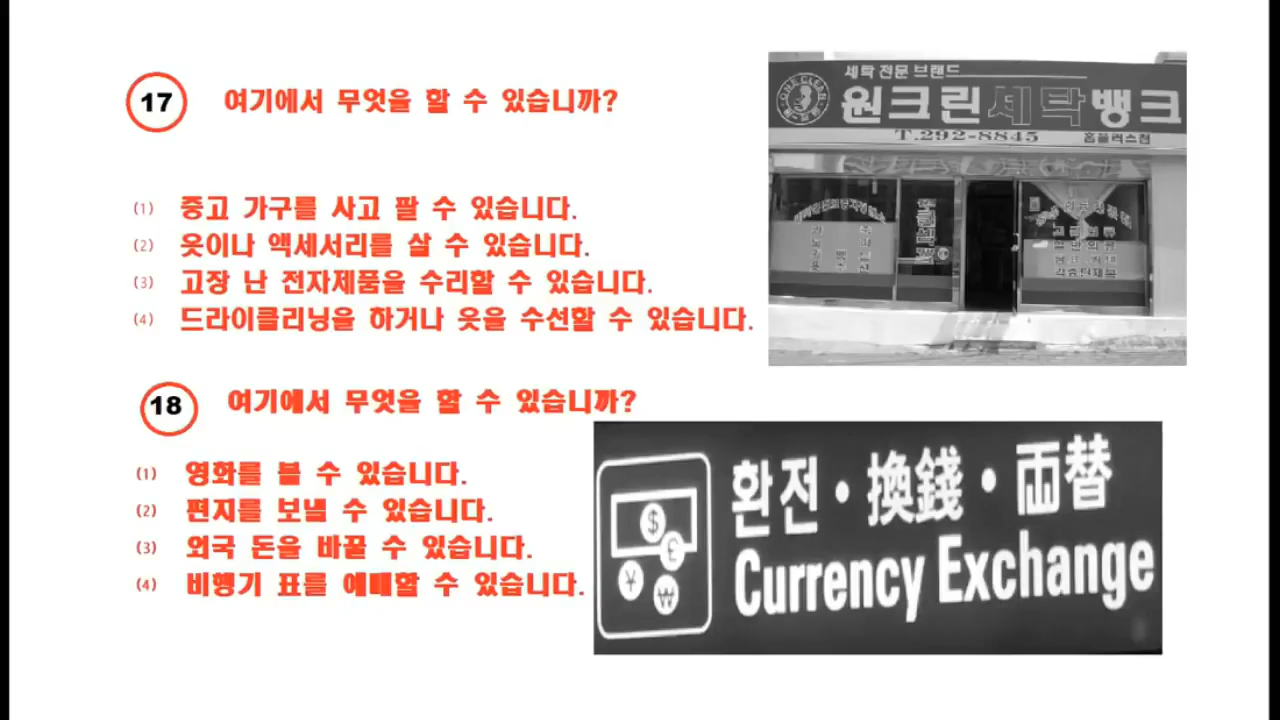 17 여기에서 무엇을 할 수 있습니까?
(1) 중고 가구를 사고 팔 수 있습니다.
(2) 옷이나 액세서리를 살 수 있습니다.
(3) 고장 난 전자제품을 수리할 수 있습니다.
(4) 드라이클리닝을 하거나 옷을 수선할 수 있습니다.
세탁 전문 브랜드
ONE CLEAN
원크린세탁뱅크
T.292-8845 홈플러스점
18 여기에서 무엇을 할 수 있습니까?
(1) 영화를 볼 수 있습니다.
(2) 편지를 보낼 수 있습니다.
(3) 외국 돈을 바꿀 수 있습니다.
(4) 비행기 표를 예매할 수 있습니다.
$
£
¥
₩
환전・換錢・両替
Currency Exchange